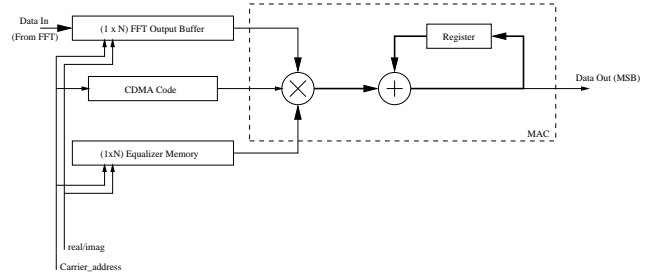 Data In
(From FFT)
(1 x N) FFT Output Buffer
Register
CDMA Code
Data Out (MSB)
MAC
(1xN) Equalizer Memory
real/imag
Carrier_address